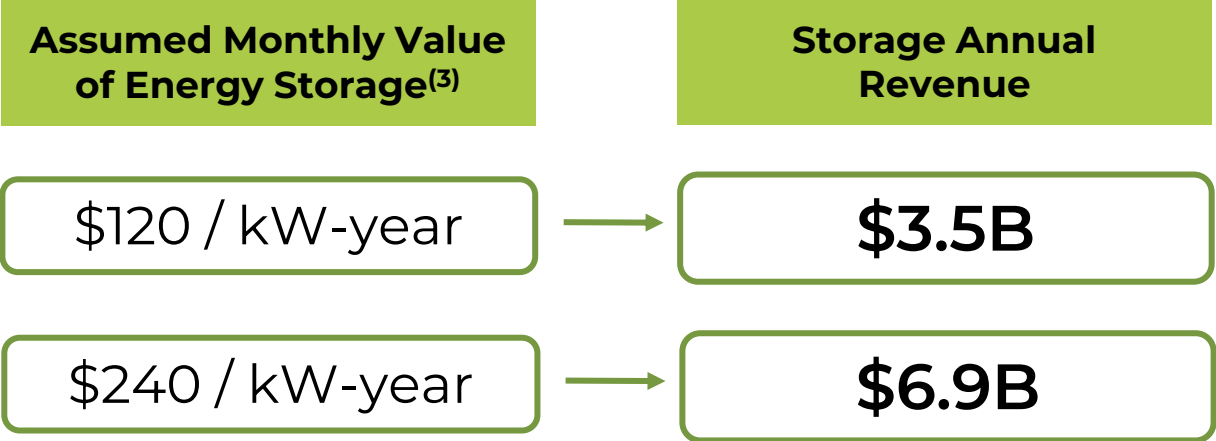 Assumed Monthly Value
of Energy Storage(3)
Storage Annual
Revenue
$120 / kW-year
$3.5B
$240 / kW-year
$6.9B